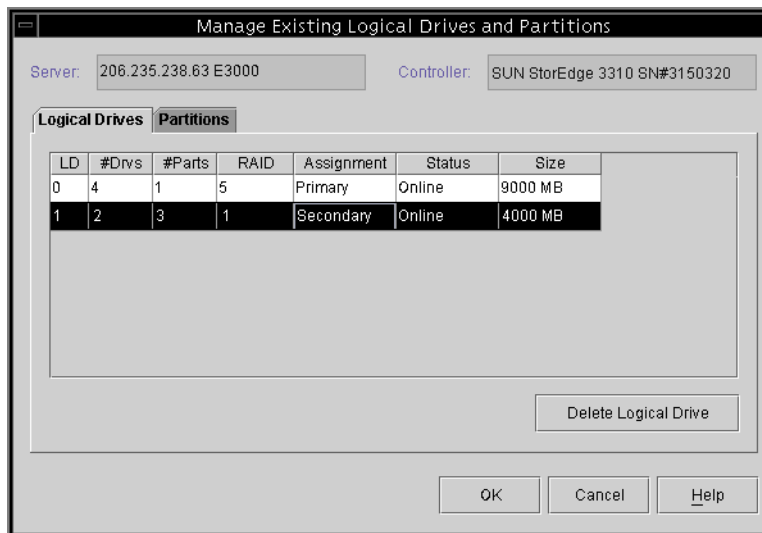 Manage Existing Logical Drives and Partitions
Server: 206.235.238.63 E3000 Controller: SUN StorEdge 3310 SN#3150320
Logical Drives Partitions
LD #Drvs #Parts RAID Assignment Status Size
0 4 1 5 Primary Online 9000 MB
1 2 3 1 Secondary Online 4000 MB
Delete Logical Drive
OK Cancel Help